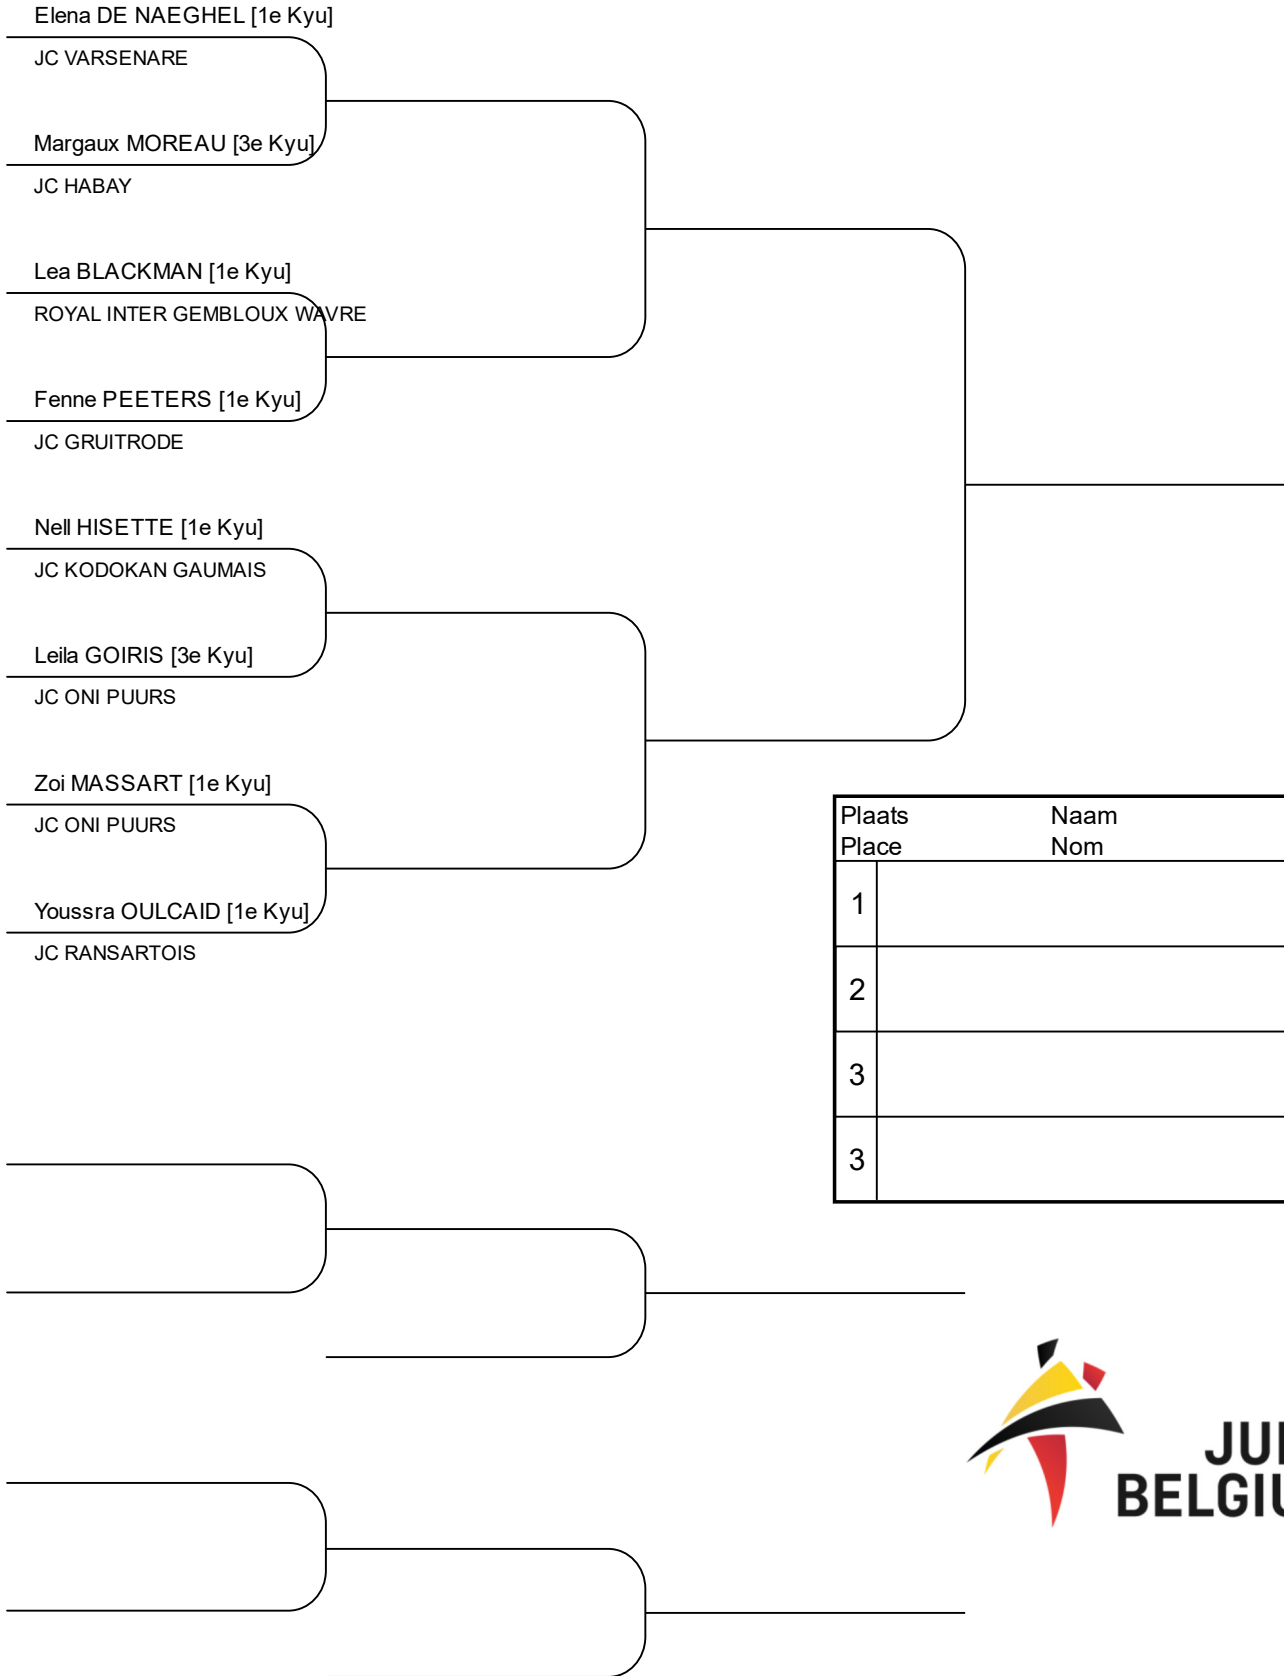 Elena DE NAEGHEL [1e Kyu]
JC VARSENARE
Margaux MOREAU [3e Kyu]
JC HABAY
Lea BLACKMAN [1e Kyu]
ROYAL INTER GEMBLOUX WAVRE
Fenne PEETERS [1e Kyu]
JC GRUITRODE
Nell HISETTE [1e Kyu]
JC KODOKAN GAUMAIS
Leila GOIRIS [3e Kyu]
JC ONI PUURS
Zoi MASSART [1e Kyu]
JC ONI PUURS
Youssra OULCAID [1e Kyu]
JC RANSARTOIS
Plaats Naam
Place Nom
1
2
3
3